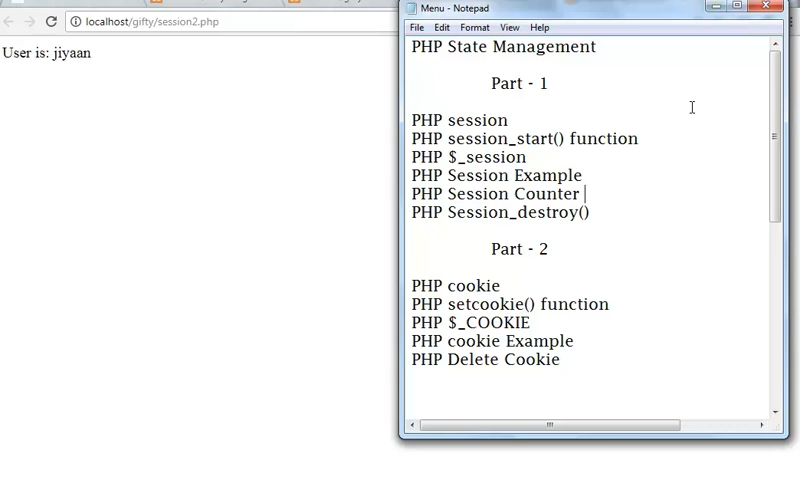 localhost/gifty/session2.php
User is: jiyaan
Menu - Notepad
File Edit Format View Help
PHP State Management
Part - 1
PHP session
PHP session_start() function
PHP $_session
PHP Session Example
PHP Session Counter
PHP Session_destroy()
Part - 2
PHP cookie
PHP setcookie() function
PHP $_COOKIE
PHP cookie Example
PHP Delete Cookie